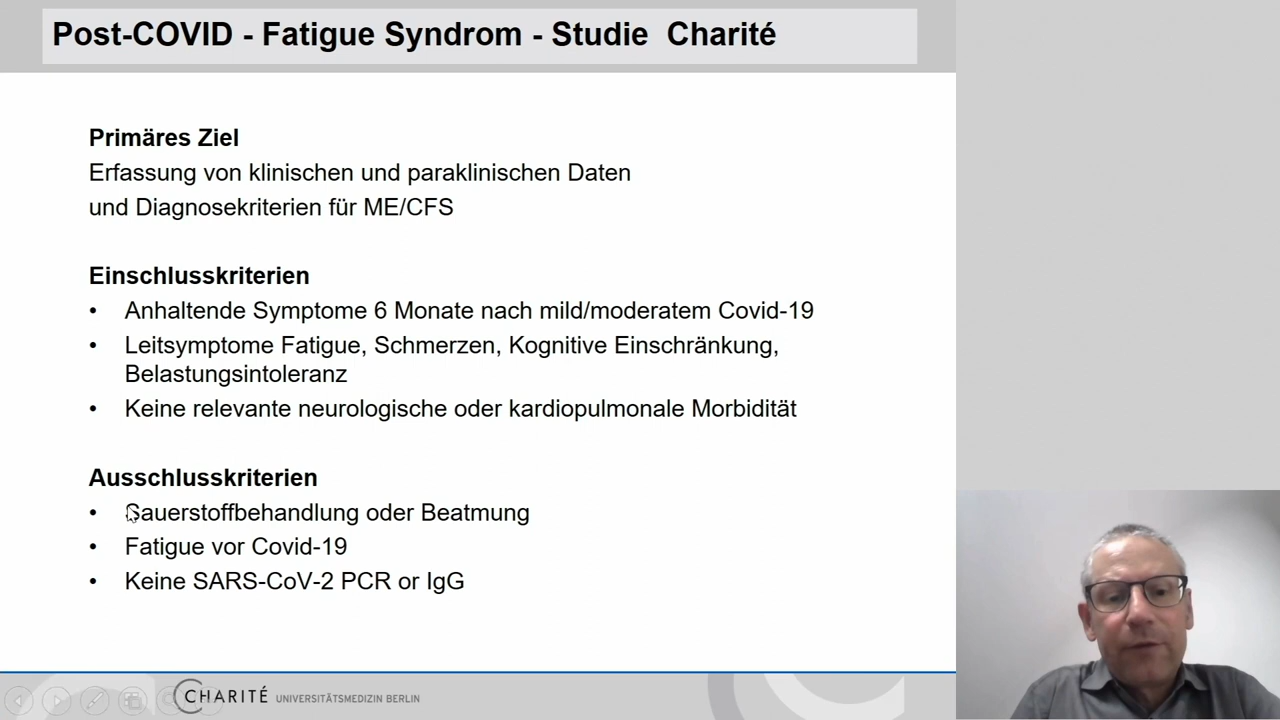 Post-COVID - Fatigue Syndrom - Studie Charité
Primäres Ziel
Erfassung von klinischen und paraklinischen Daten
und Diagnosekriterien für ME/CFS
Einschlusskriterien
• Anhaltende Symptome 6 Monate nach mild/moderatem Covid-19
• Leitsymptome Fatigue, Schmerzen, Kognitive Einschränkung,
Belastungsintoleranz
• Keine relevante neurologische oder kardiopulmonale Morbidität
Ausschlusskriterien
• Sauerstoffbehandlung oder Beatmung
• Fatigue vor Covid-19
• Keine SARS-CoV-2 PCR or IgG
CHARITÉ UNIVERSITÄTSMEDIZIN BERLIN